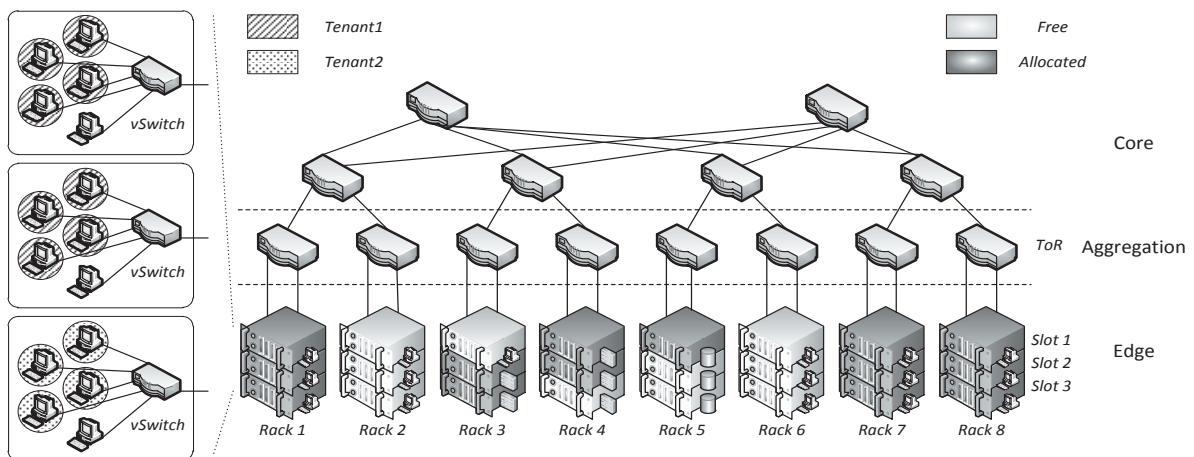 Tenant1
Tenant2
Free
Allocated
vSwitch
vSwitch
vSwitch
Core
ToR Aggregation
Slot 1
Slot 2
Slot 3
Edge
Rack 1 Rack 2 Rack 3 Rack 4 Rack 5 Rack 6 Rack 7 Rack 8